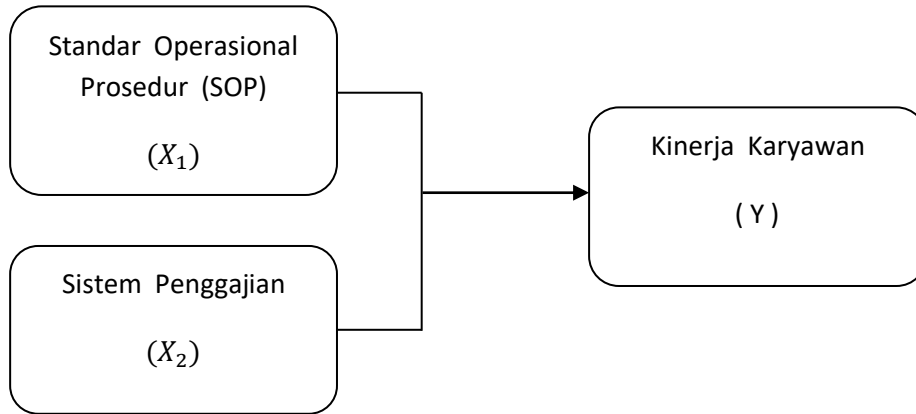 Standar Operasional
Prosedur (SOP)
(X₁)
Kinerja Karyawan
( Y )
Sistem Penggajian
(X₂)